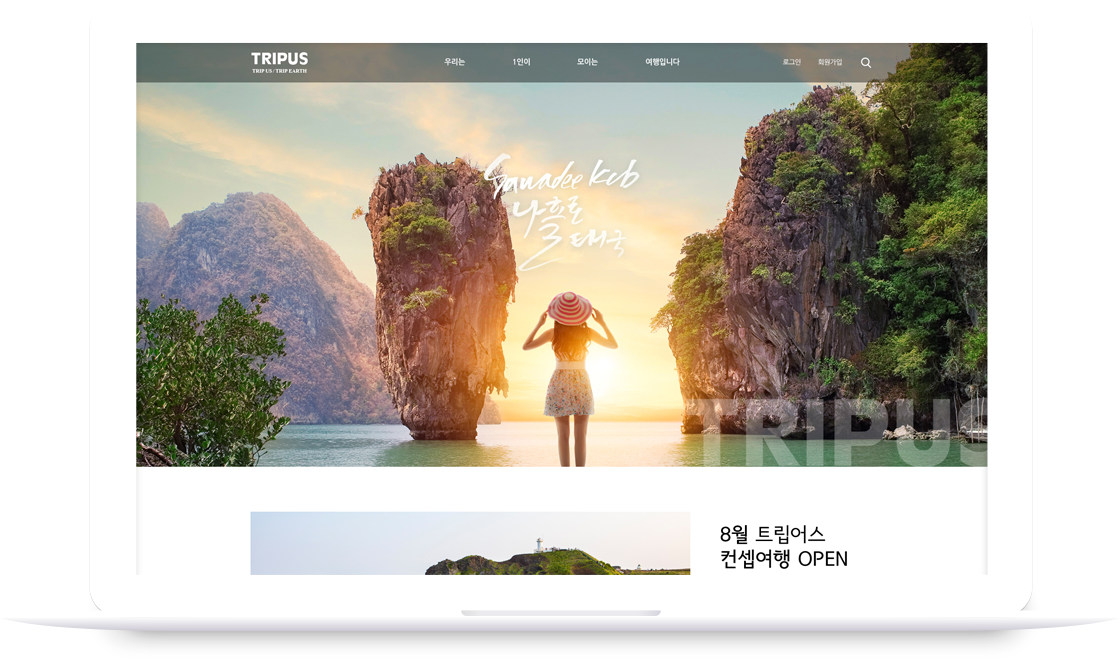 TRIPUS
TRIP US / TRIP EARTH
우리는 1인이 모이는 여행입니다
로그인 회원가입
Sawadee Kcb
나홀로
태국
TRIPUS
8월 트립어스
컨셉여행 OPEN